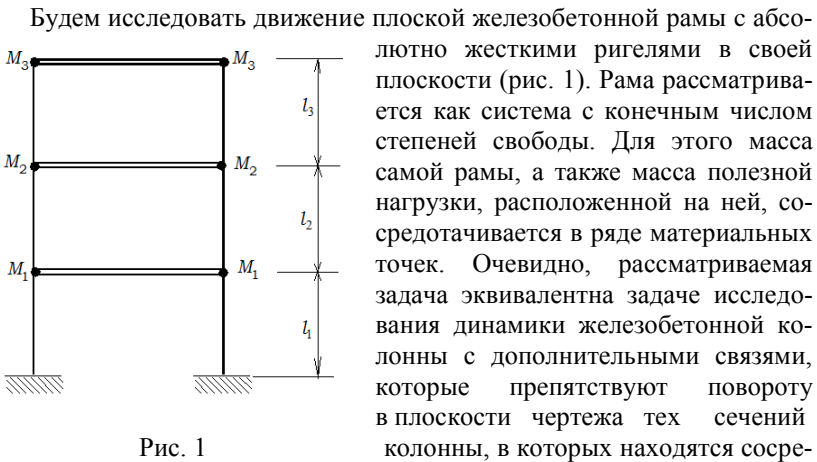 Будем исследовать движение плоской железобетонной рамы с абсо-
лютно жесткими ригелями в своей
плоскости (рис. 1). Рама рассматрива-
ется как система с конечным числом
степеней свободы. Для этого масса
самой рамы, а также масса полезной
нагрузки, расположенной на ней, со-
средотачивается в ряде материальных
точек. Очевидно, рассматриваемая
задача эквивалентна задаче исследо-
вания динамики железобетонной ко-
лонны с дополнительными связями,
которые препятствуют повороту
в плоскости чертежа тех сечений
колонны, в которых находятся сосре-
M₃ M₃
l₃
M₂ M₂
l₂
M₁ M₁
l₁
Рис. 1